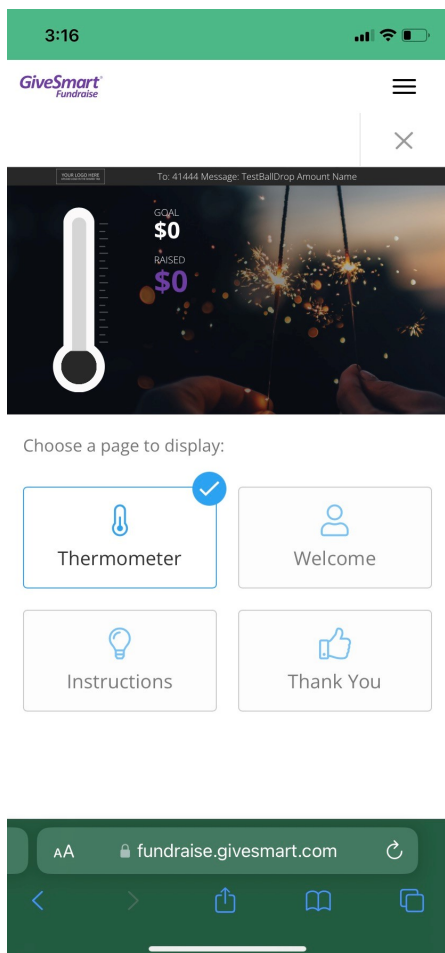 3:16
GiveSmart®
Fundraise
YOUR LOGO HERE
To: 41444 Message: TestBallDrop Amount Name
GOAL
$0
RAISED
$0
Choose a page to display:
Thermometer
Welcome
Instructions
Thank You
AA
fundraise.givesmart.com